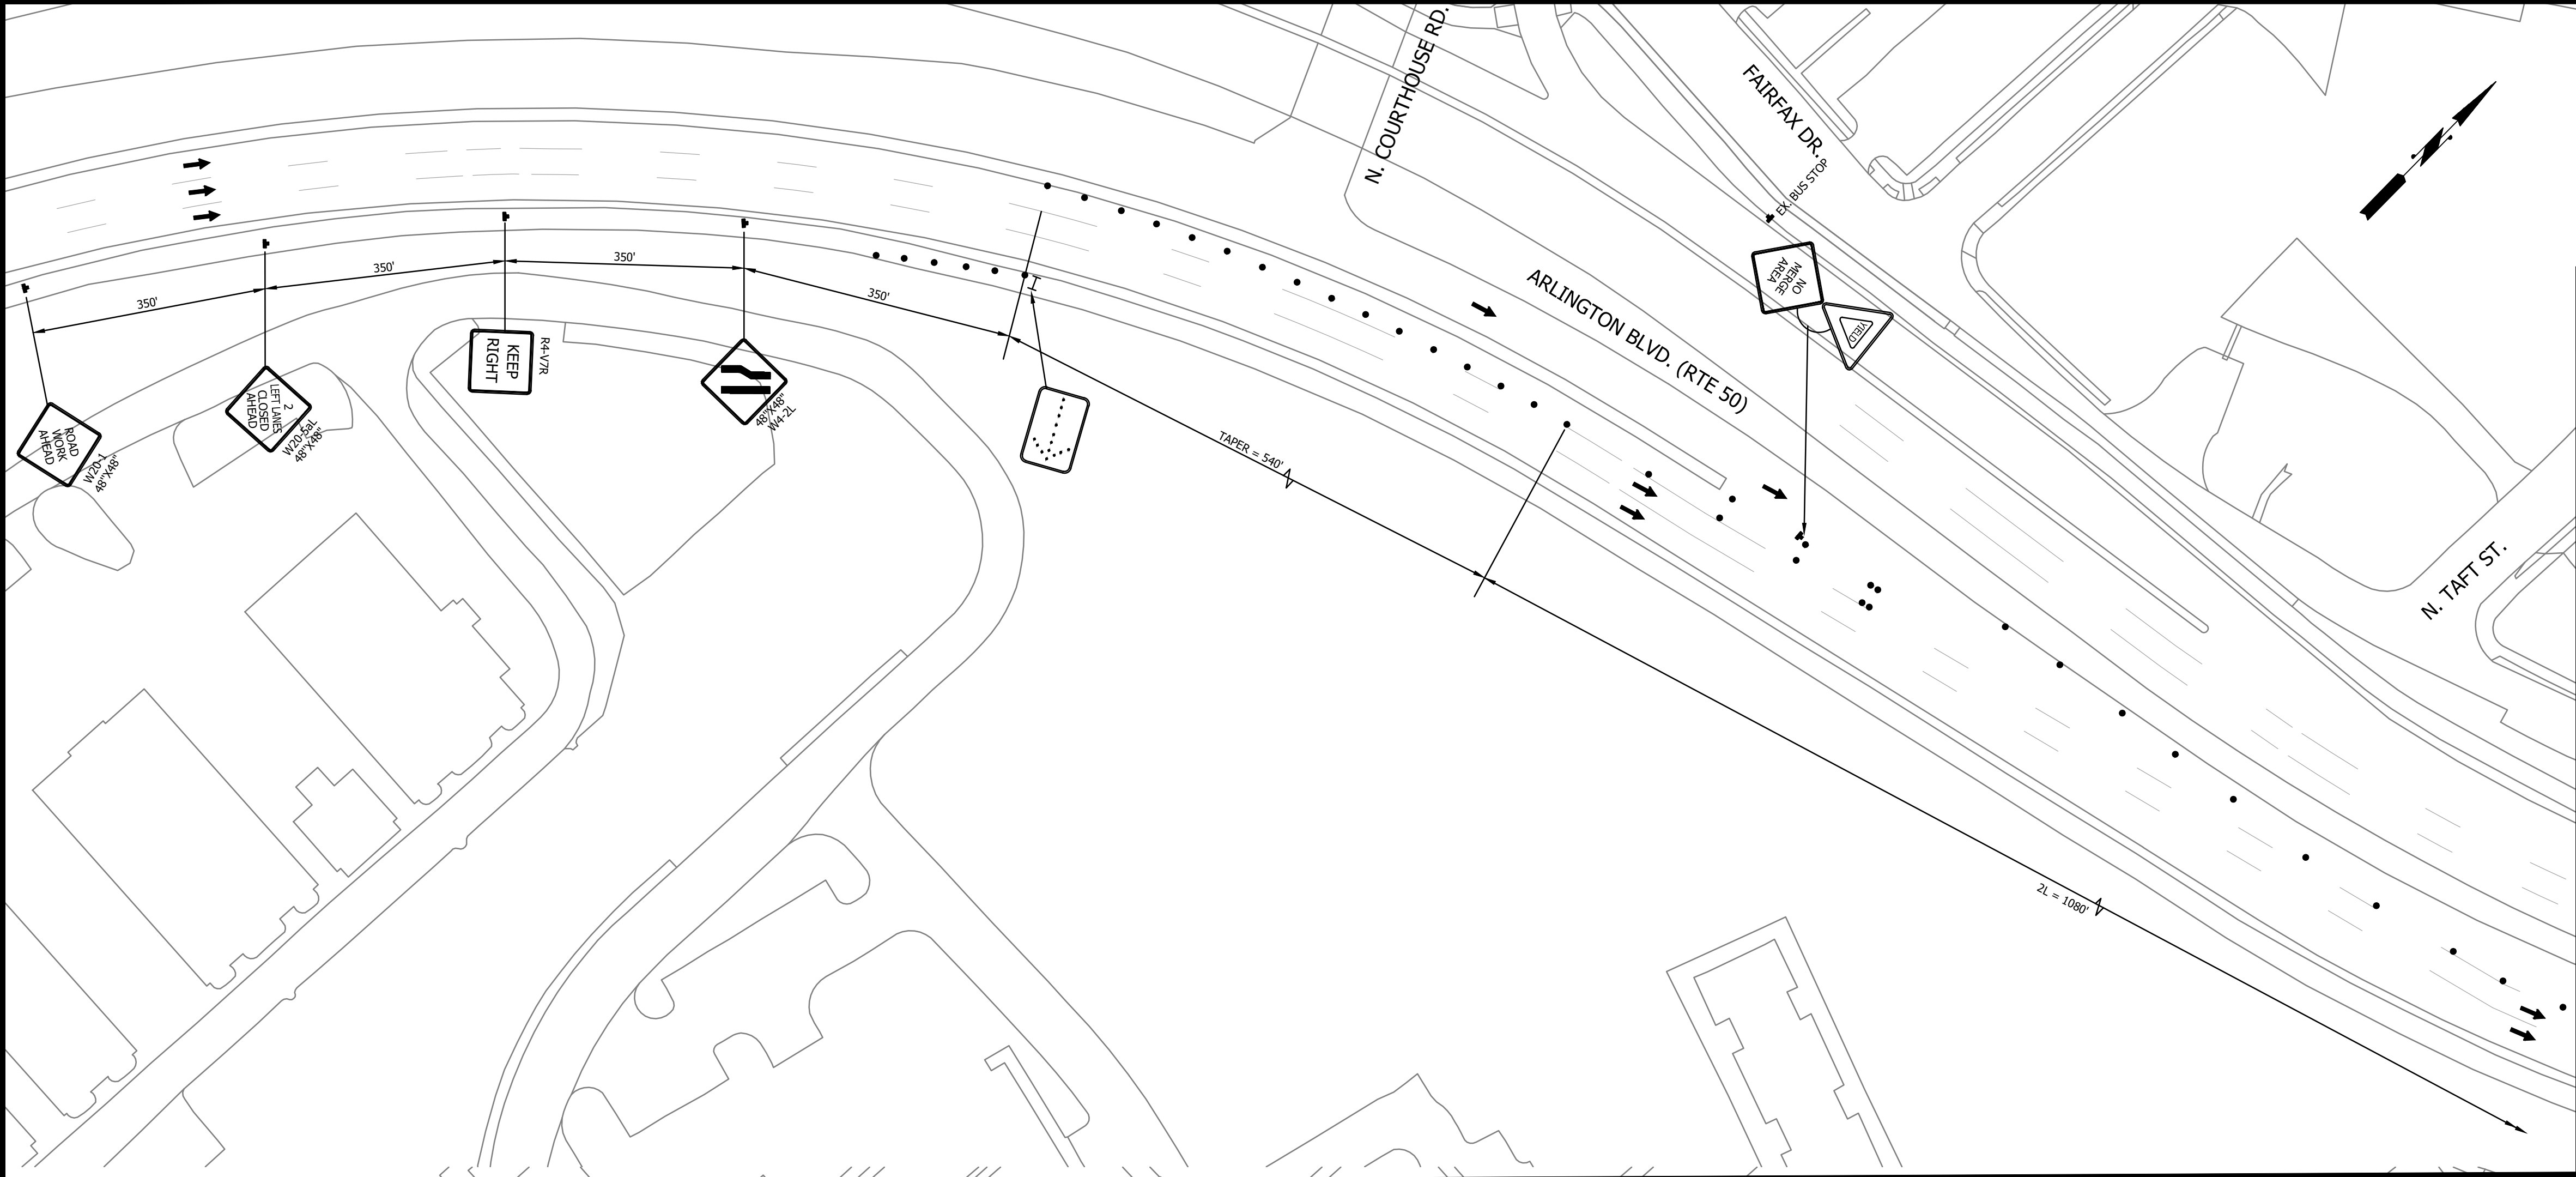 N. COURTHOUSE RD.
FAIRFAX DR.
EX. BUS STOP
NO
MERGE
AREA
YIELD
ARLINGTON BLVD. (RTE 50)
N. TAFT ST.
350'
350'
350'
350'
ROAD
WORK
AHEAD
W20-1
48"X48"
2
LEFT LANES
CLOSED
AHEAD
W20-5aL
48"X48"
KEEP
RIGHT
R4-V7R
48"X48"
W4-2L
TAPER = 540'
2L = 1080'